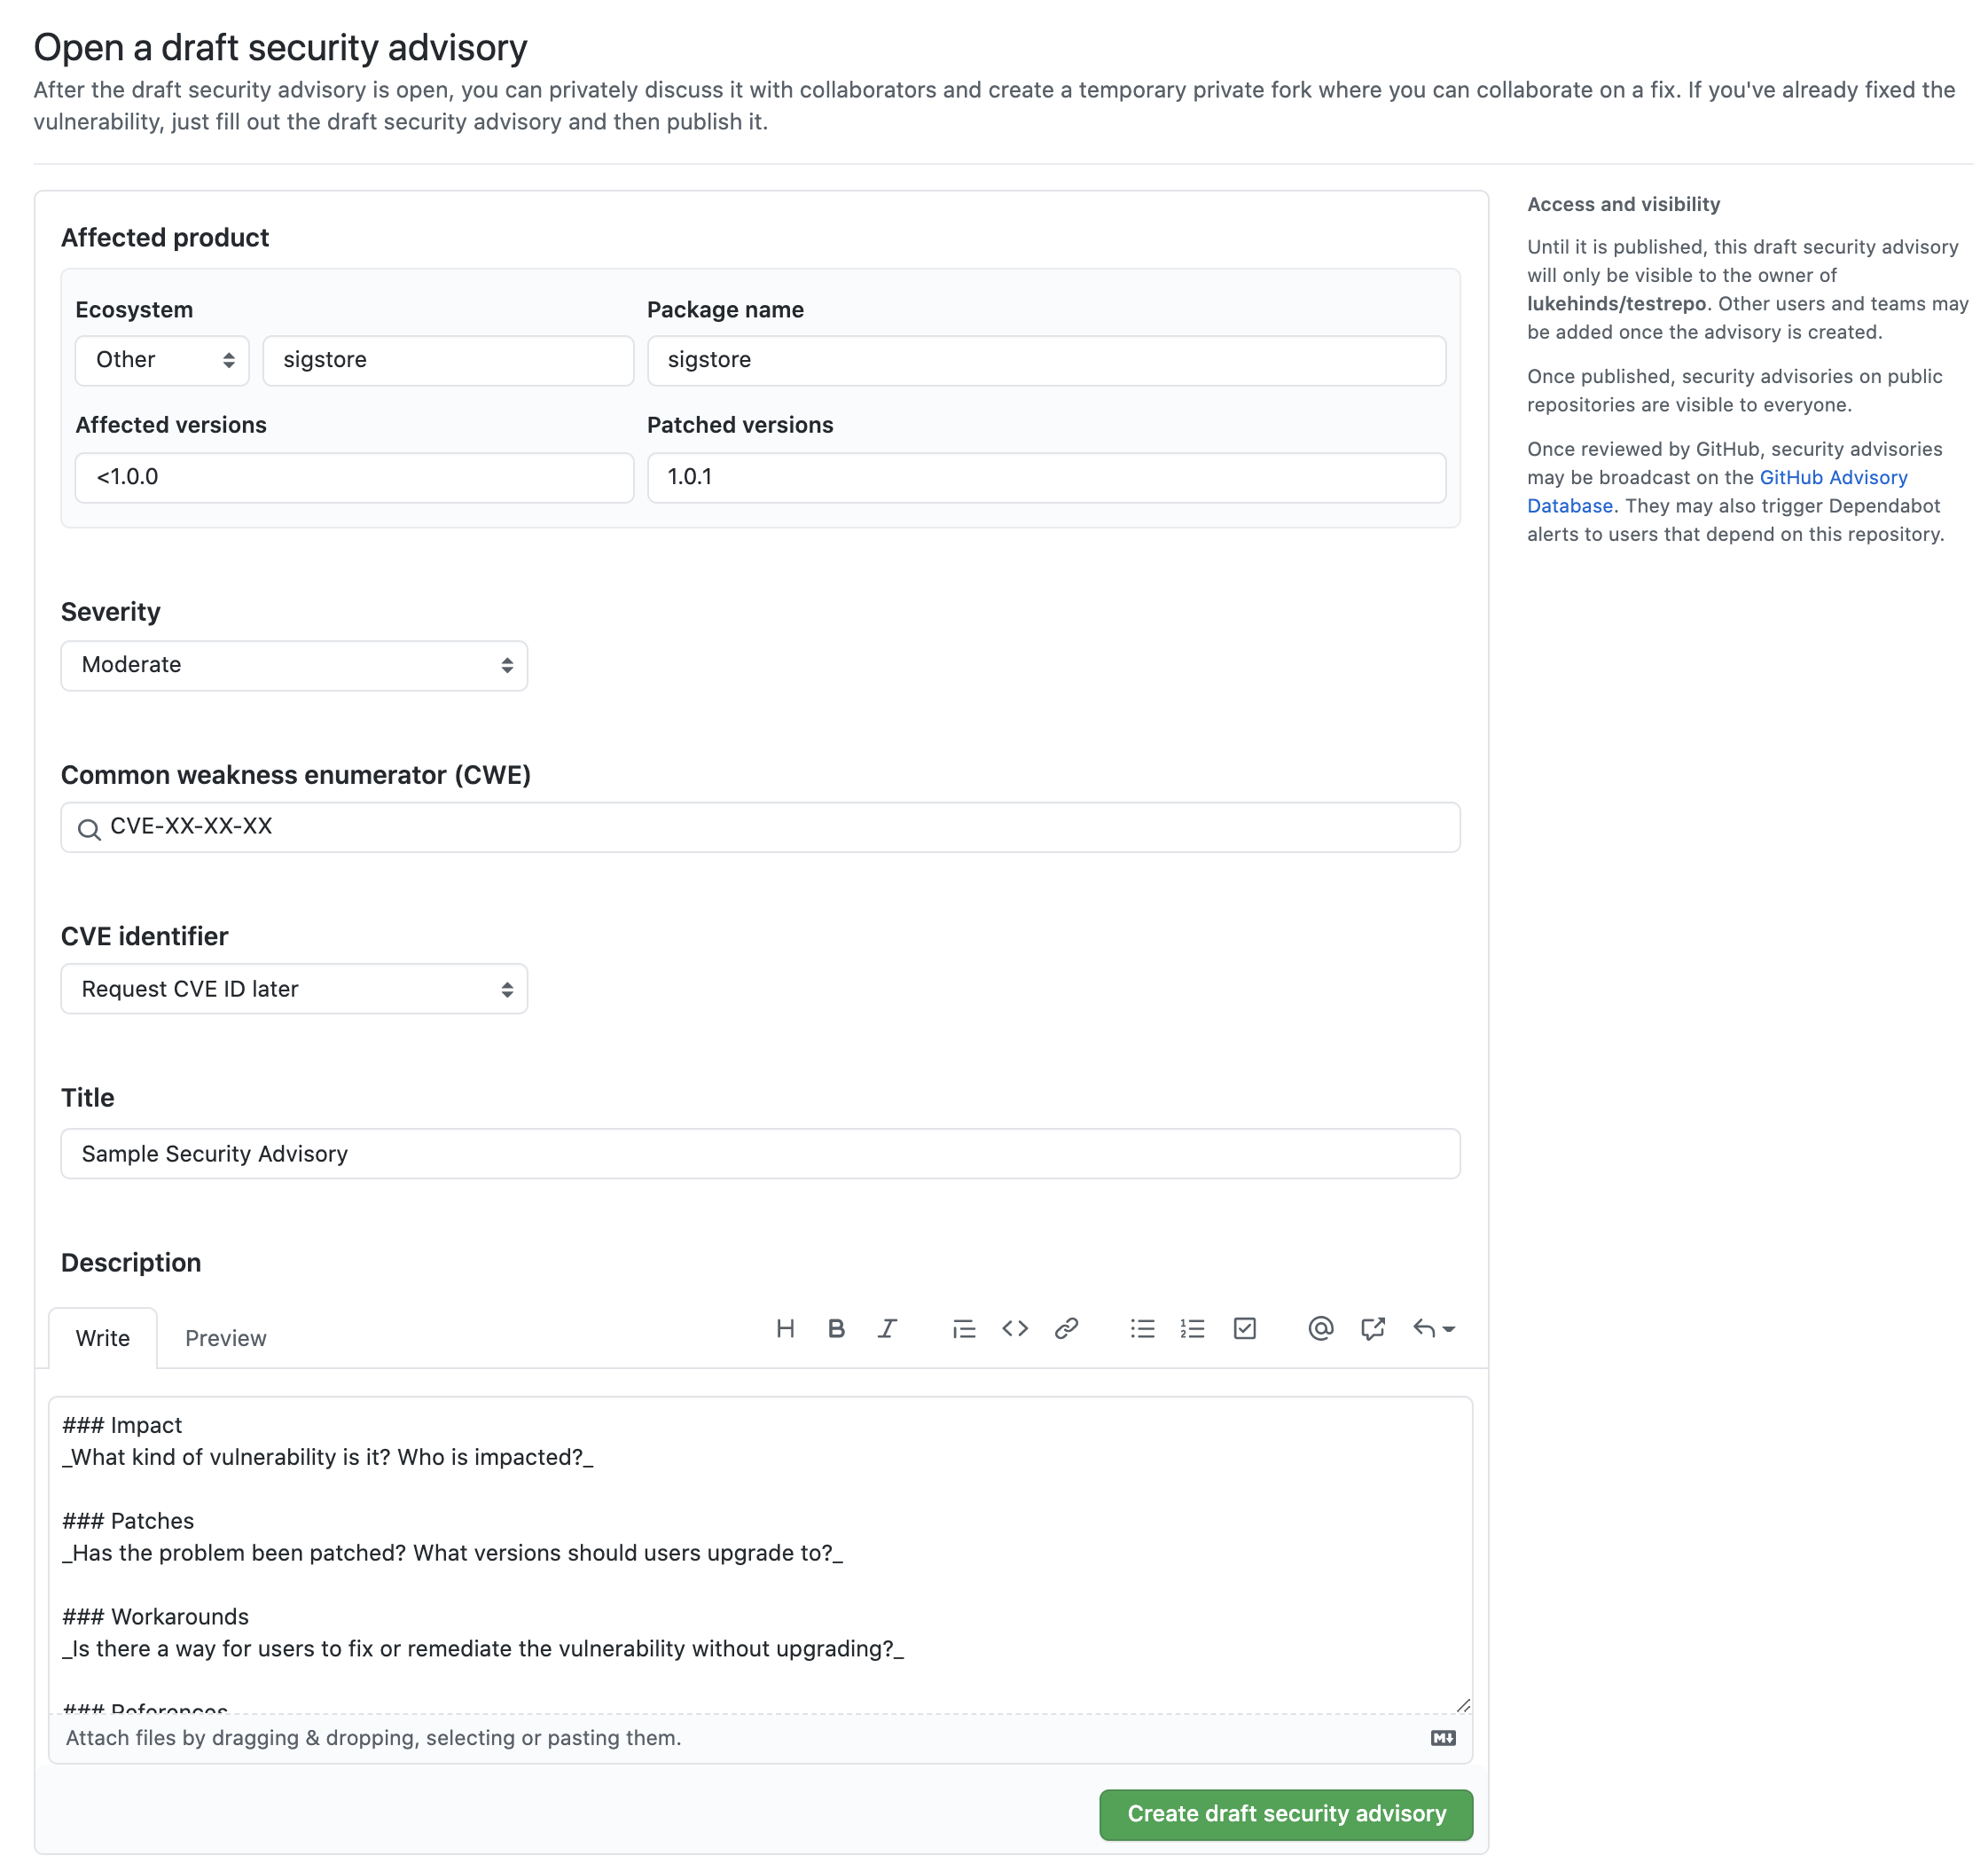 Open a draft security advisory
After the draft security advisory is open, you can privately discuss it with collaborators and create a temporary private fork where you can collaborate on a fix. If you've already fixed the
vulnerability, just fill out the draft security advisory and then publish it.
Affected product
Ecosystem
Package name
Other
sigstore
sigstore
Affected versions
Patched versions
<1.0.0
1.0.1
Severity
Moderate
Common weakness enumerator (CWE)
CVE-XX-XX-XX
CVE identifier
Request CVE ID later
Title
Sample Security Advisory
Description
Write
Preview
### Impact
_What kind of vulnerability is it? Who is impacted?_
### Patches
_Has the problem been patched? What versions should users upgrade to?_
### Workarounds
_Is there a way for users to fix or remediate the vulnerability without upgrading?_
### References
Attach files by dragging & dropping, selecting or pasting them.
Create draft security advisory
Access and visibility
Until it is published, this draft security advisory
will only be visible to the owner of
lukehinds/testrepo. Other users and teams may
be added once the advisory is created.
Once published, security advisories on public
repositories are visible to everyone.
Once reviewed by GitHub, security advisories
may be broadcast on the GitHub Advisory
Database. They may also trigger Dependabot
alerts to users that depend on this repository.